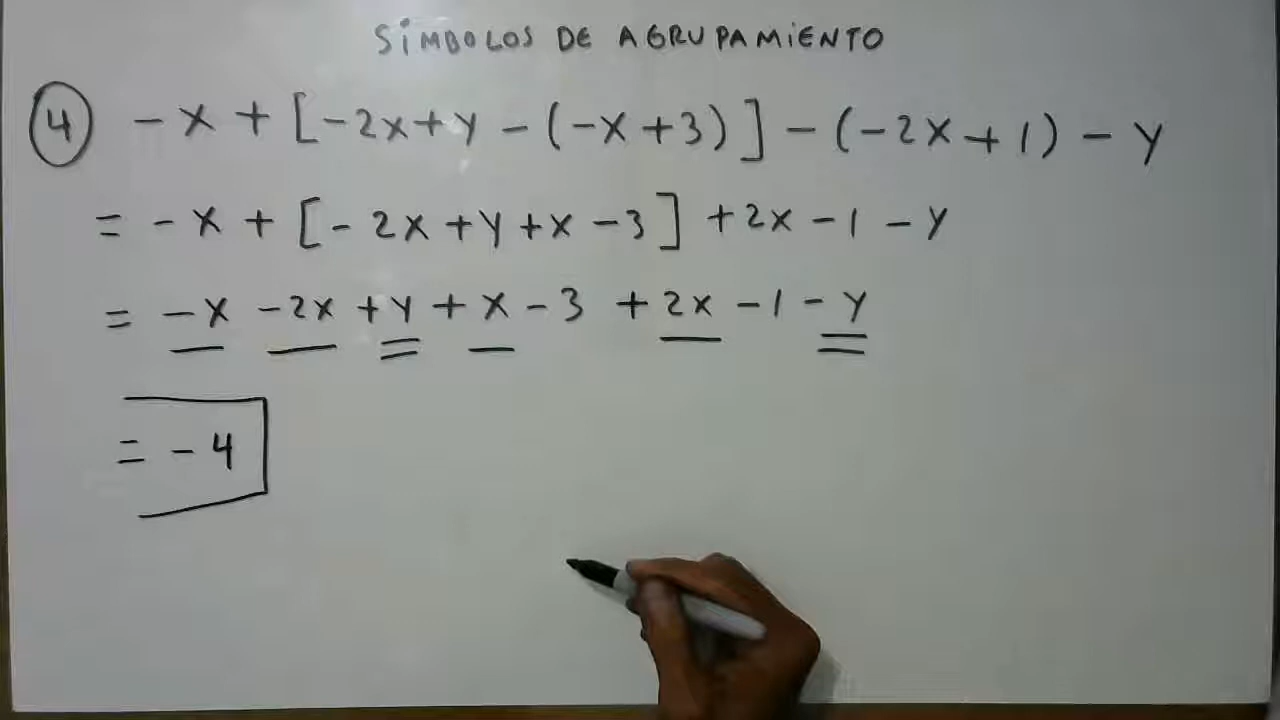 SiMBOLOS DE AGRUPAMiENTO
④ -x + [-2x+y - (-x+3)] - (-2x+1) - y
= -x + [-2x+y+x-3] +2x-1-y
= -x -2x +y + x - 3 + 2x -1 - y
= - 4